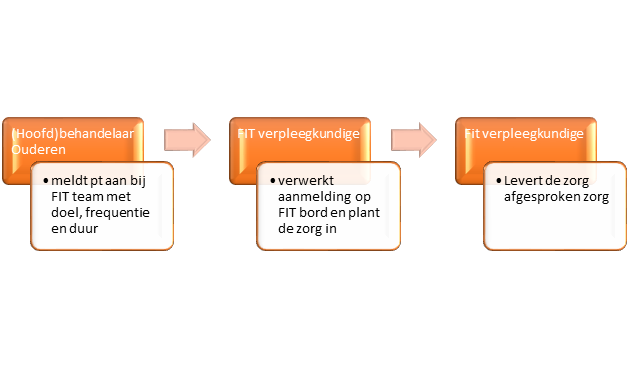 (Hoofd)behandelaar
Ouderen
• meldt pt aan bij
FIT team met
doel, frequentie
en duur
FIT verpleegkundige
• verwerkt
aanmelding op
FIT bord en plant
de zorg in
Fit verpleegkundige
• Levert de zorg
afgesproken zorg